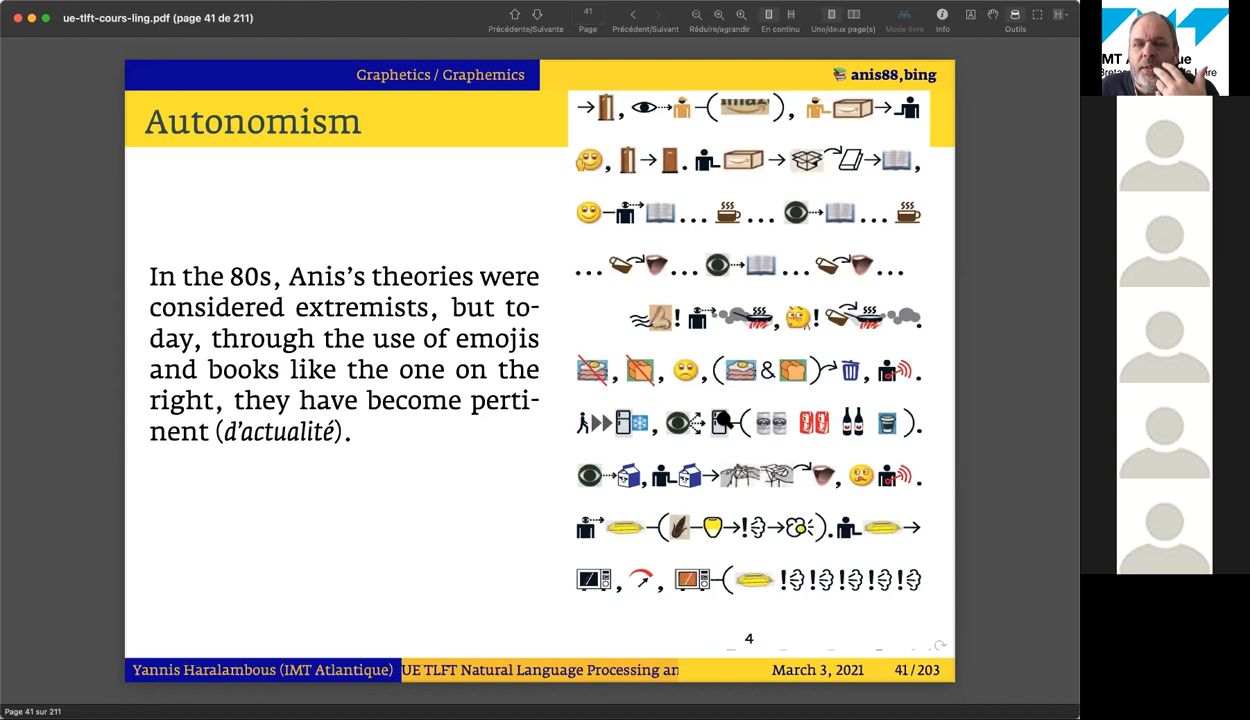 ue-tlft-cours-ling.pdf (page 41 de 211)
41
Précédente/Suivante
Page
Précédent/Suivant
Réduire/agrandir
En continu
Une/deux page(s)
Mode livre
Info
Outils
Graphetics / Graphemics
anis88,bing
Autonomism
In the 80s, Anis's theories were
considered extremists, but to-
day, through the use of emojis
and books like the one on the
right, they have become perti-
nent (d'actualité).
4
Yannis Haralambous (IMT Atlantique)
UE TLFT Natural Language Processing an
March 3, 2021
41/203
Page 41 sur 211